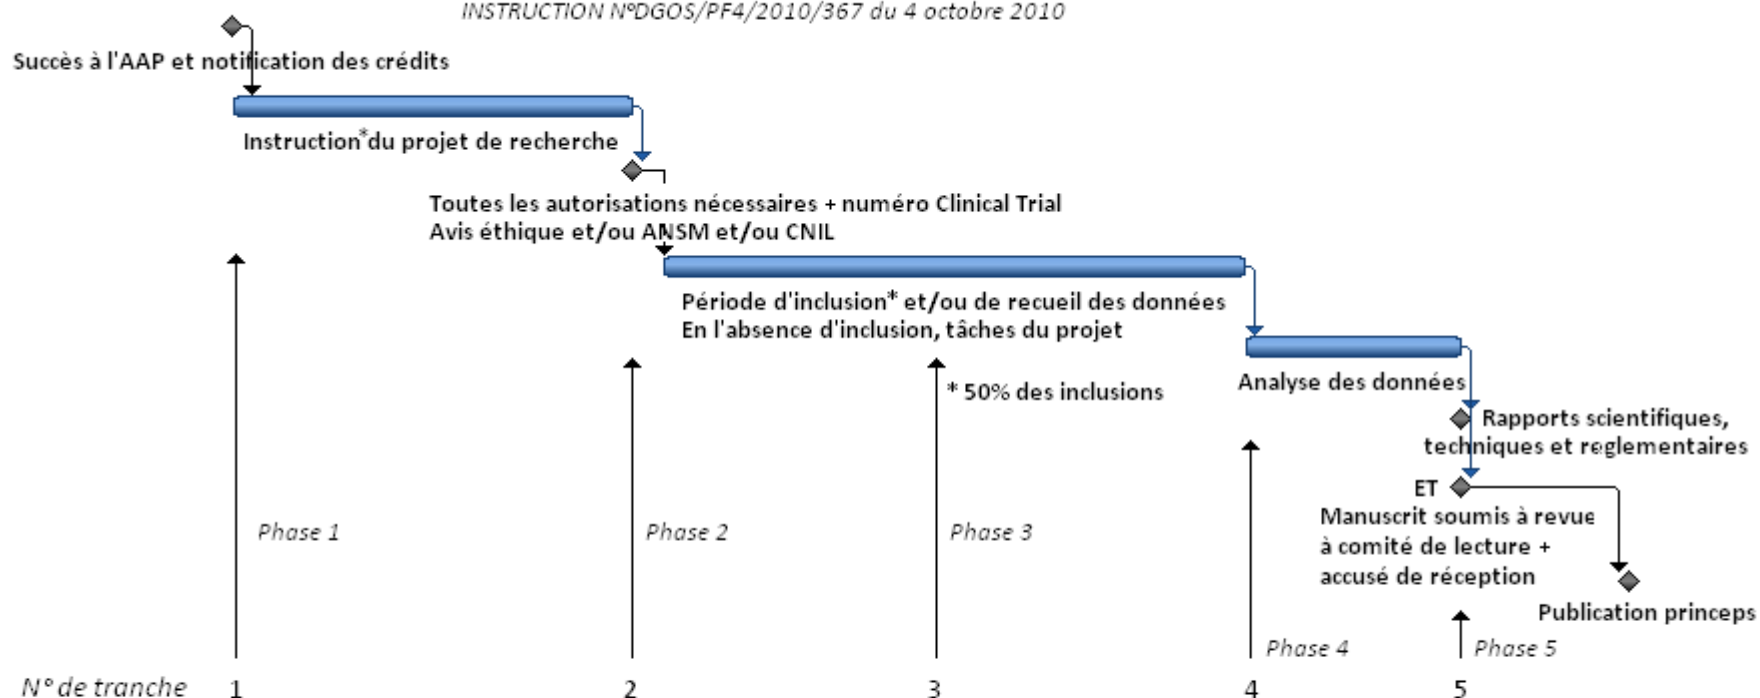 INSTRUCTION N°DGOS/PF4/2010/367 du 4 octobre 2010
Succès à l'AAP et notification des crédits
Instruction*du projet de recherche
Toutes les autorisations nécessaires + numéro Clinical Trial
Avis éthique et/ou ANSM et/ou CNIL
Période d'inclusion* et/ou de recueil des données
En l'absence d'inclusion, tâches du projet
* 50% des inclusions
Analyse des données
Rapports scientifiques,
techniques et reglementaires
ET
Manuscrit soumis à revue
à comité de lecture +
accusé de réception
Publication princeps
Phase 1
Phase 2
Phase 3
Phase 4
Phase 5
N° de tranche 1 2 3 4 5